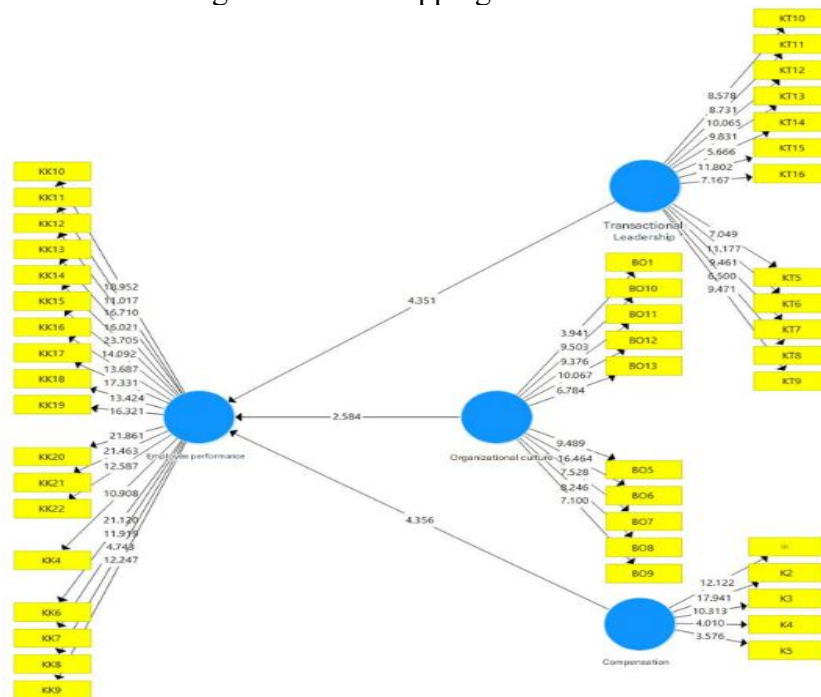 KT10
KT11
KT12
KT13
KT14
KT15
KT16
8.578
8.731
10.065
9.831
5.666
11.802
7.167
Transactional
Leadership
7.049
11.177
9.461
6.500
9.471
KT5
KT6
KT7
KT8
KT9
KK10
KK11
KK12
KK13
KK14
KK15
KK16
KK17
KK18
KK19
KK20
KK21
KK22
KK4
KK6
KK7
KK8
KK9
18.952
11.017
16.710
16.021
23.705
14.092
13.687
17.331
13.424
16.321
21.861
21.463
12.587
10.908
21.120
11.919
4.743
12.247
Employee performance
4.351
2.584
4.356
BO1
BO10
BO11
BO12
BO13
3.941
9.503
9.376
10.067
6.784
Organizational culture
9.489
16.464
7.528
8.246
7.100
BO5
BO6
BO7
BO8
BO9
K2
K3
K4
K5
12.122
17.941
10.313
4.010
3.576
Compensation